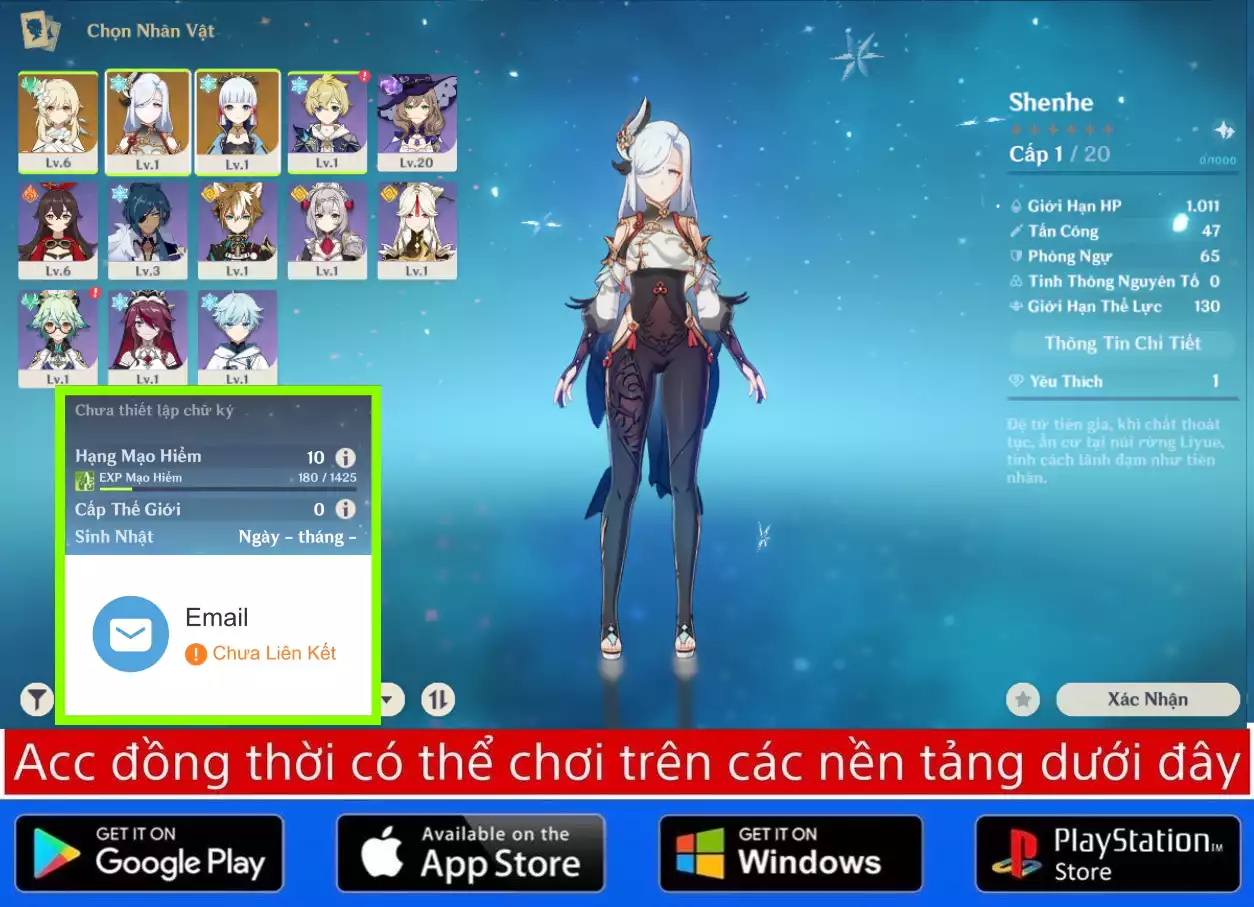 Chọn Nhân Vật
Lv.6
Lv.1
Lv.1
Lv.1
Lv.20
Lv.6
Lv.3
Lv.1
Lv.1
Lv.1
Lv.1
Lv.1
Lv.1
Shenhe
Cấp 1 / 20
0/1000
Giới Hạn HP 1.011
Tấn Công 47
Phòng Ngự 65
Tinh Thông Nguyên Tố 0
Giới Hạn Thể Lực 130
Thông Tin Chi Tiết
Yêu Thích 1
Đệ tử tiên gia, khí chất thoát
tục, ẩn cư tại núi rừng Liyue,
tính cách lãnh đạm như tiên
nhân.
Chưa thiết lập chữ ký
Hạng Mạo Hiểm 10
EXP Mạo Hiểm 180 / 1425
Cấp Thế Giới 0
Sinh Nhật Ngày - tháng -
Email
Chưa Liên Kết
Xác Nhận
Acc đồng thời có thể chơi trên các nền tảng dưới đây
GET IT ON
Google Play
Available on the
App Store
GET IT ON
Windows
PlayStation™
Store